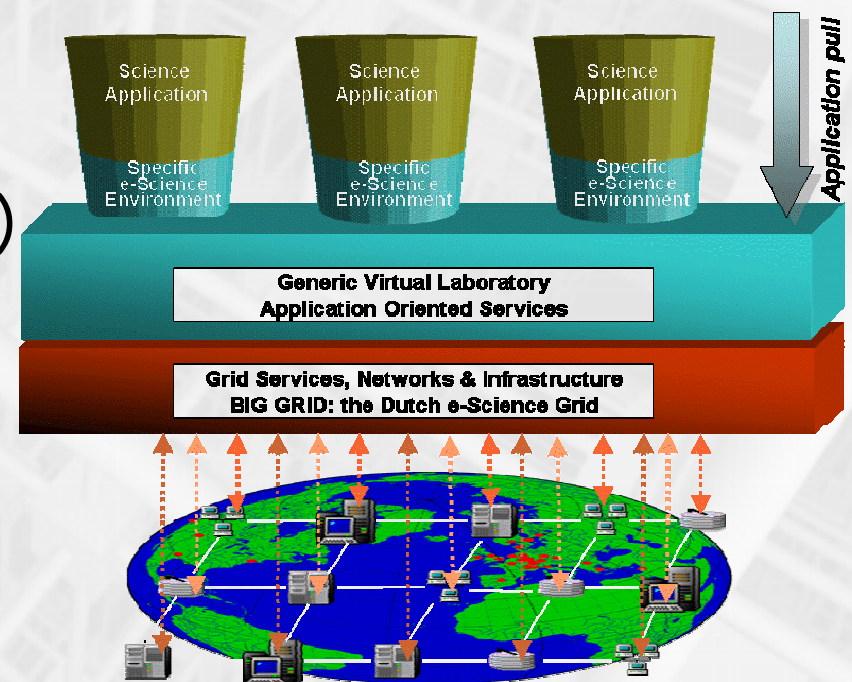 Science
Application
Specific
e-Science
Environment
Science
Application
Specific
e-Science
Environment
Science
Application
Specific
e-Science
Environment
Application pull
Generic Virtual Laboratory
Application Oriented Services
Grid Services, Networks & Infrastructure
BIG GRID: the Dutch e-Science Grid